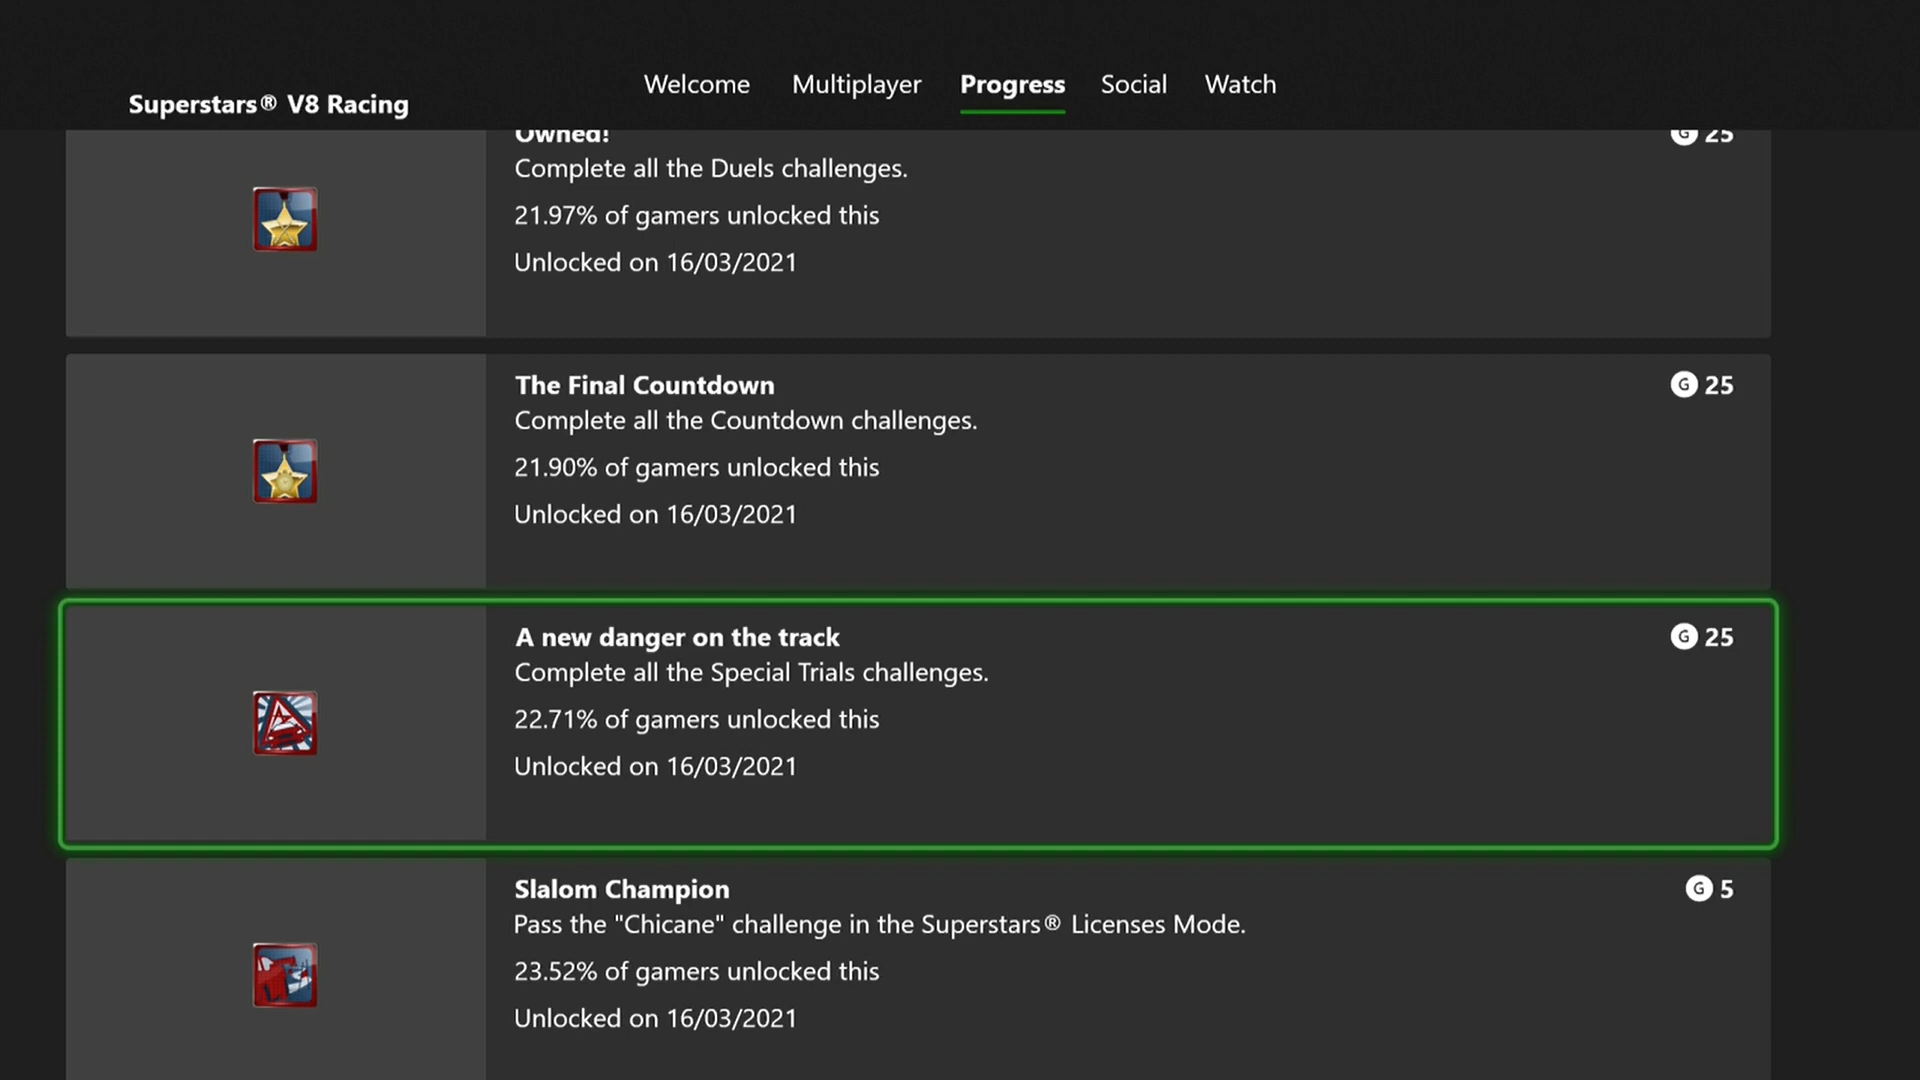 Superstars® V8 Racing
Welcome Multiplayer Progress Social Watch
Owned! G 25
Complete all the Duels challenges.
21.97% of gamers unlocked this
Unlocked on 16/03/2021
The Final Countdown G 25
Complete all the Countdown challenges.
21.90% of gamers unlocked this
Unlocked on 16/03/2021
A new danger on the track G 25
Complete all the Special Trials challenges.
22.71% of gamers unlocked this
Unlocked on 16/03/2021
Slalom Champion G 5
Pass the "Chicane" challenge in the Superstars® Licenses Mode.
23.52% of gamers unlocked this
Unlocked on 16/03/2021